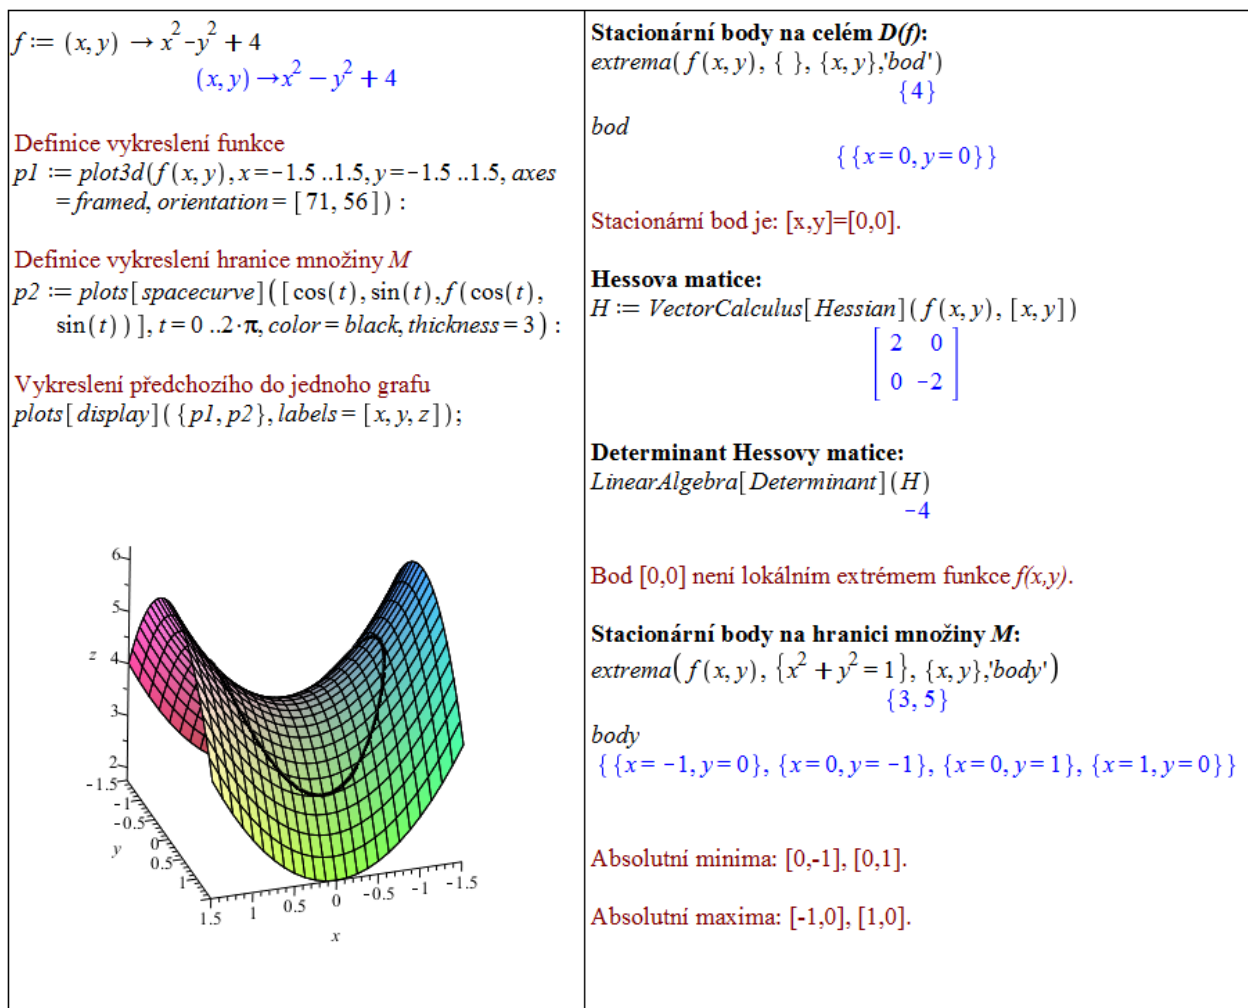 f := (x, y) → x² - y² + 4
(x, y) → x² - y² + 4
Definice vykreslení funkce
p1 := plot3d(f(x, y), x = -1.5 ..1.5, y = -1.5 ..1.5, axes
= framed, orientation = [71, 56]) :
Definice vykreslení hranice množiny M
p2 := plots[spacecurve]([cos(t), sin(t), f(cos(t),
sin(t))], t = 0 ..2·π, color = black, thickness = 3) :
Vykreslení předchozího do jednoho grafu
plots[display]({p1, p2}, labels = [x, y, z]);
6
5
z 4
3
2
-1.5
-1
-0.5
y 0
0.5
1
1.5 1 0.5 0 -0.5 -1 -1.5
x
Stacionární body na celém D(f):
extrema(f(x, y), { }, {x, y},'bod')
{4}
bod
{{x = 0, y = 0}}
Stacionární bod je: [x,y]=[0,0].
Hessova matice:
H := VectorCalculus[Hessian](f(x, y), [x, y])
2 0
0 -2
Determinant Hessovy matice:
LinearAlgebra[Determinant](H)
-4
Bod [0,0] není lokálním extrémem funkce f(x,y).
Stacionární body na hranici množiny M:
extrema(f(x, y), {x² + y² = 1}, {x, y},'body')
{3, 5}
body
{{x = -1, y = 0}, {x = 0, y = -1}, {x = 0, y = 1}, {x = 1, y = 0}}
Absolutní minima: [0,-1], [0,1].
Absolutní maxima: [-1,0], [1,0].